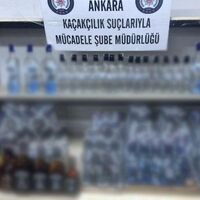 ANKARA
KAÇAKÇILIK SUÇLARIYLA
MÜCADELE ŞUBE MÜDÜRLÜĞÜ